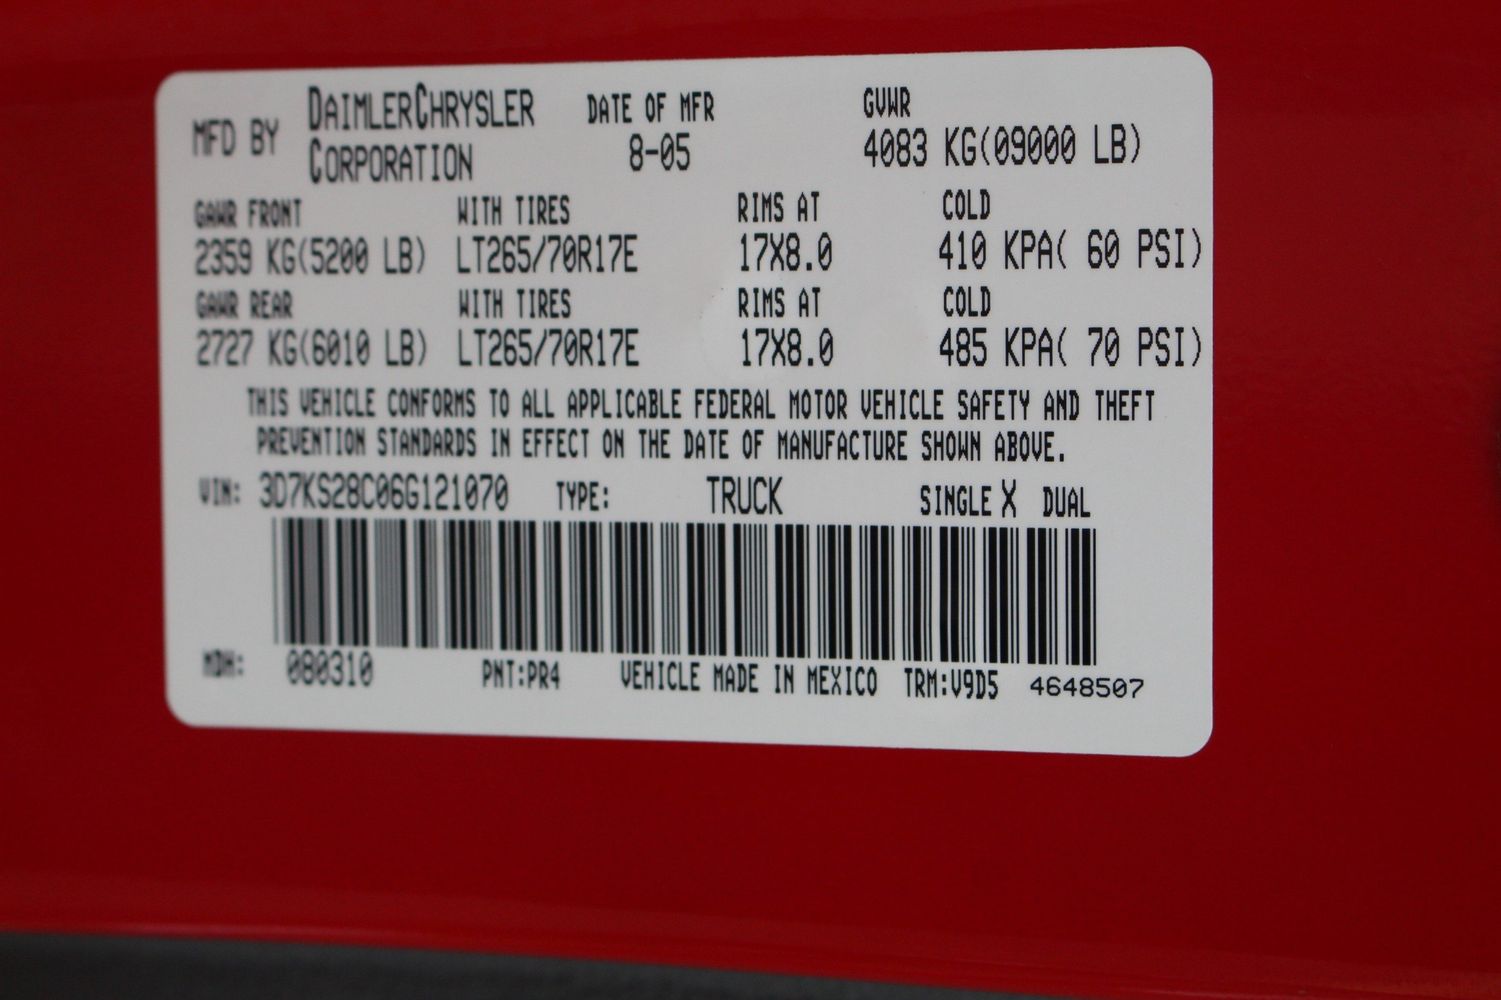 MFD BY DAIMLERCHRYSLER CORPORATION DATE OF MFR 8-05 GVWR 4083 KG(09000 LB)
GAWR FRONT WITH TIRES RIMS AT COLD
2359 KG(5200 LB) LT265/70R17E 17X8.0 410 KPA( 60 PSI)
GAWR REAR WITH TIRES RIMS AT COLD
2727 KG(6010 LB) LT265/70R17E 17X8.0 485 KPA( 70 PSI)
THIS VEHICLE CONFORMS TO ALL APPLICABLE FEDERAL MOTOR VEHICLE SAFETY AND THEFT
PREVENTION STANDARDS IN EFFECT ON THE DATE OF MANUFACTURE SHOWN ABOVE.
VIN: 3D7KS28C06G121070 TYPE: TRUCK SINGLE X DUAL
MDH: 080310 PNT:PR4 VEHICLE MADE IN MEXICO TRM:V9D5 4648507